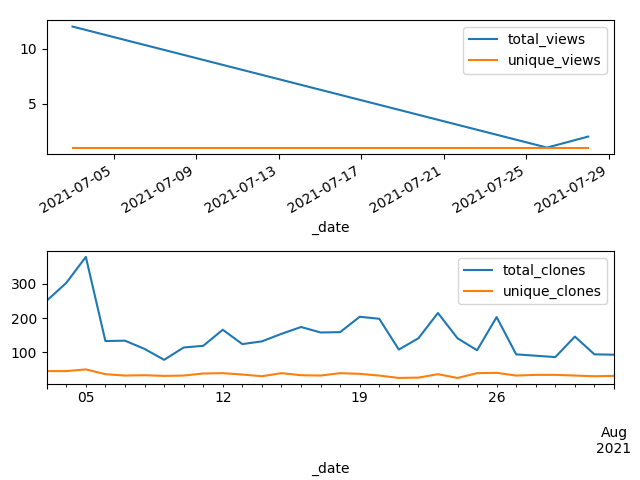 10
5
total_views
unique_views
2021-07-05
2021-07-09
2021-07-13
2021-07-17
2021-07-21
2021-07-25
2021-07-29
_date
300
200
100
total_clones
unique_clones
05
12
19
26
Aug
2021
_date